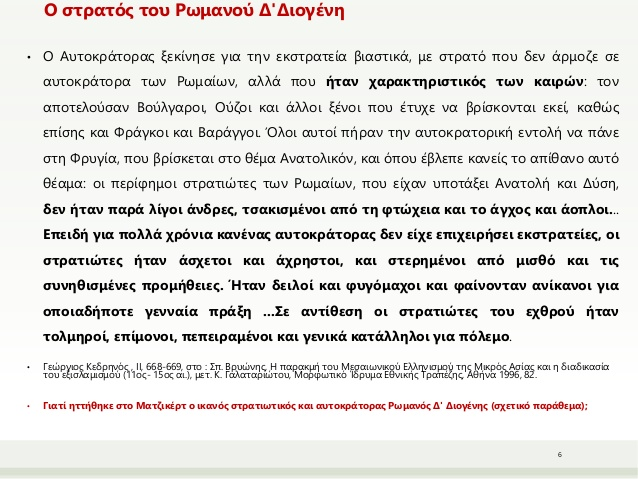 Ο στρατός του Ρωμανού Δ'Διογένη
• Ο Αυτοκράτορας ξεκίνησε για την εκστρατεία βιαστικά, με στρατό που δεν άρμοζε σε
αυτοκράτορα των Ρωμαίων, αλλά που ήταν χαρακτηριστικός των καιρών: τον
αποτελούσαν Βούλγαροι, Ούζοι και άλλοι ξένοι που έτυχε να βρίσκονται εκεί, καθώς
επίσης και Φράγκοι και Βαράγγοι. Όλοι αυτοί πήραν την αυτοκρατορική εντολή να πάνε
στη Φρυγία, που βρίσκεται στο θέμα Ανατολικόν, και όπου έβλεπε κανείς το απίθανο αυτό
θέαμα: οι περίφημοι στρατιώτες των Ρωμαίων, που είχαν υποτάξει Ανατολή και Δύση,
δεν ήταν παρά λίγοι άνδρες, τσακισμένοι από τη φτώχεια και το άγχος και άοπλοι...
Επειδή για πολλά χρόνια κανένας αυτοκράτορας δεν είχε επιχειρήσει εκστρατείες, οι
στρατιώτες ήταν άσχετοι και άχρηστοι, και στερημένοι από μισθό και τις
συνηθισμένες προμήθειες. Ήταν δειλοί και φυγόμαχοι και φαίνονταν ανίκανοι για
οποιαδήποτε γενναία πράξη ...Σε αντίθεση οι στρατιώτες του εχθρού ήταν
τολμηροί, επίμονοι, πεπειραμένοι και γενικά κατάλληλοι για πόλεμο.
• Γεώργιος Κεδρηνός , ΙΙ, 668-669, στο : Σπ. Βρυώνης, Η παρακμή του Μεσαιωνικού Ελληνισμού της Μικρός Ασίας και η διαδικασία
του εξισλαμισμού (11ος- 15ος αι.), μετ. Κ. Γαλαταριώτου, Μορφωτικό Ίδρυμα Εθνικής Τραπέζης, Αθήνα 1996, 82.
• Γιατί ηττήθηκε στο Ματζικέρτ ο ικανός στρατιωτικός και αυτοκράτορας Ρωμανός Δ' Διογένης (σχετικό παράθεμα);
6